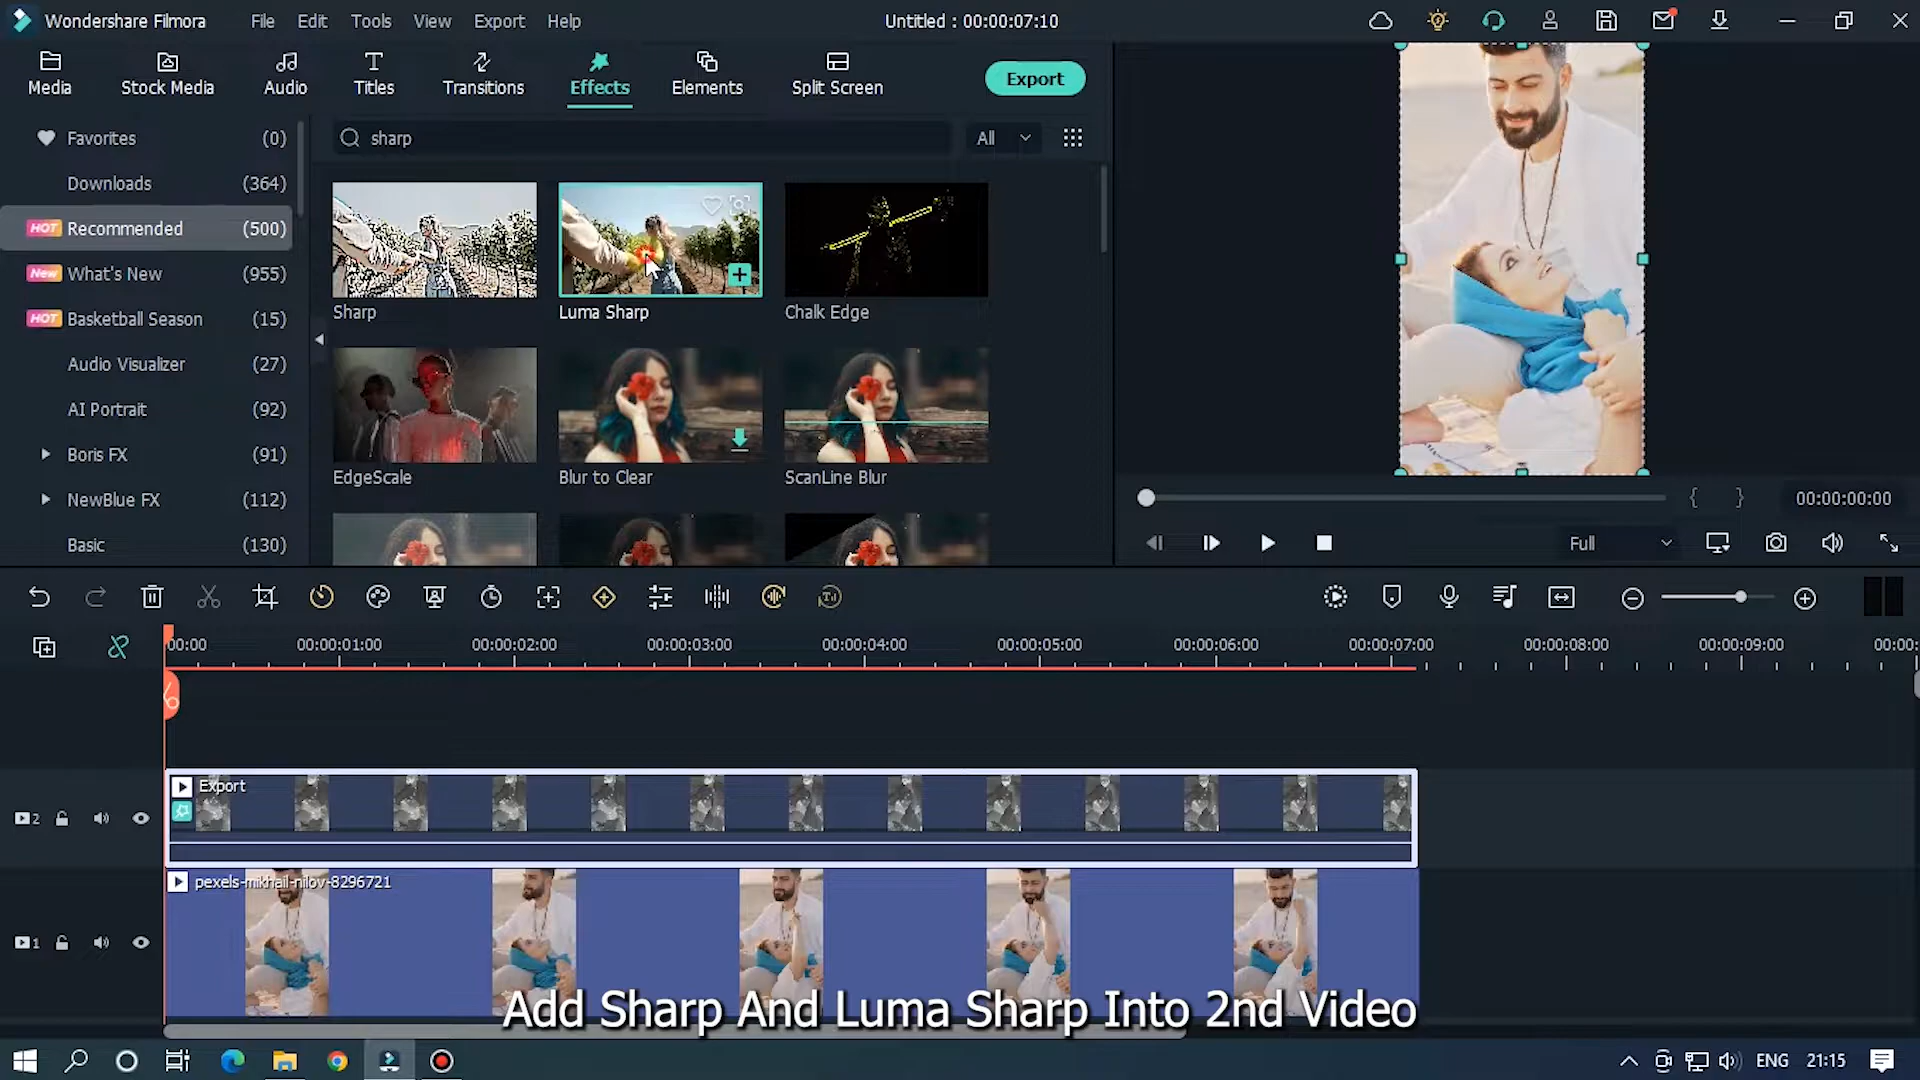 Wondershare Filmora
File Edit Tools View Export Help
Untitled : 00:00:07:10
Media
Stock Media
Audio
Titles
Transitions
Effects
Elements
Split Screen
Export
Favorites (0)
Downloads (364)
HOT Recommended (500)
New What's New (955)
HOT Basketball Season (15)
Audio Visualizer (27)
AI Portrait (92)
Boris FX (91)
NewBlue FX (112)
Basic (130)
sharp
All
Sharp
Luma Sharp
Chalk Edge
EdgeScale
Blur to Clear
ScanLine Blur
{ }
00:00:00:00
Full
00:00 00:00:01:00 00:00:02:00 00:00:03:00 00:00:04:00 00:00:05:00 00:00:06:00 00:00:07:00 00:00:08:00 00:00:09:00 00:00:
2
Export
1
pexels-mikhail-nilov-8296721
Add Sharp And Luma Sharp Into 2nd Video
ENG 21:15